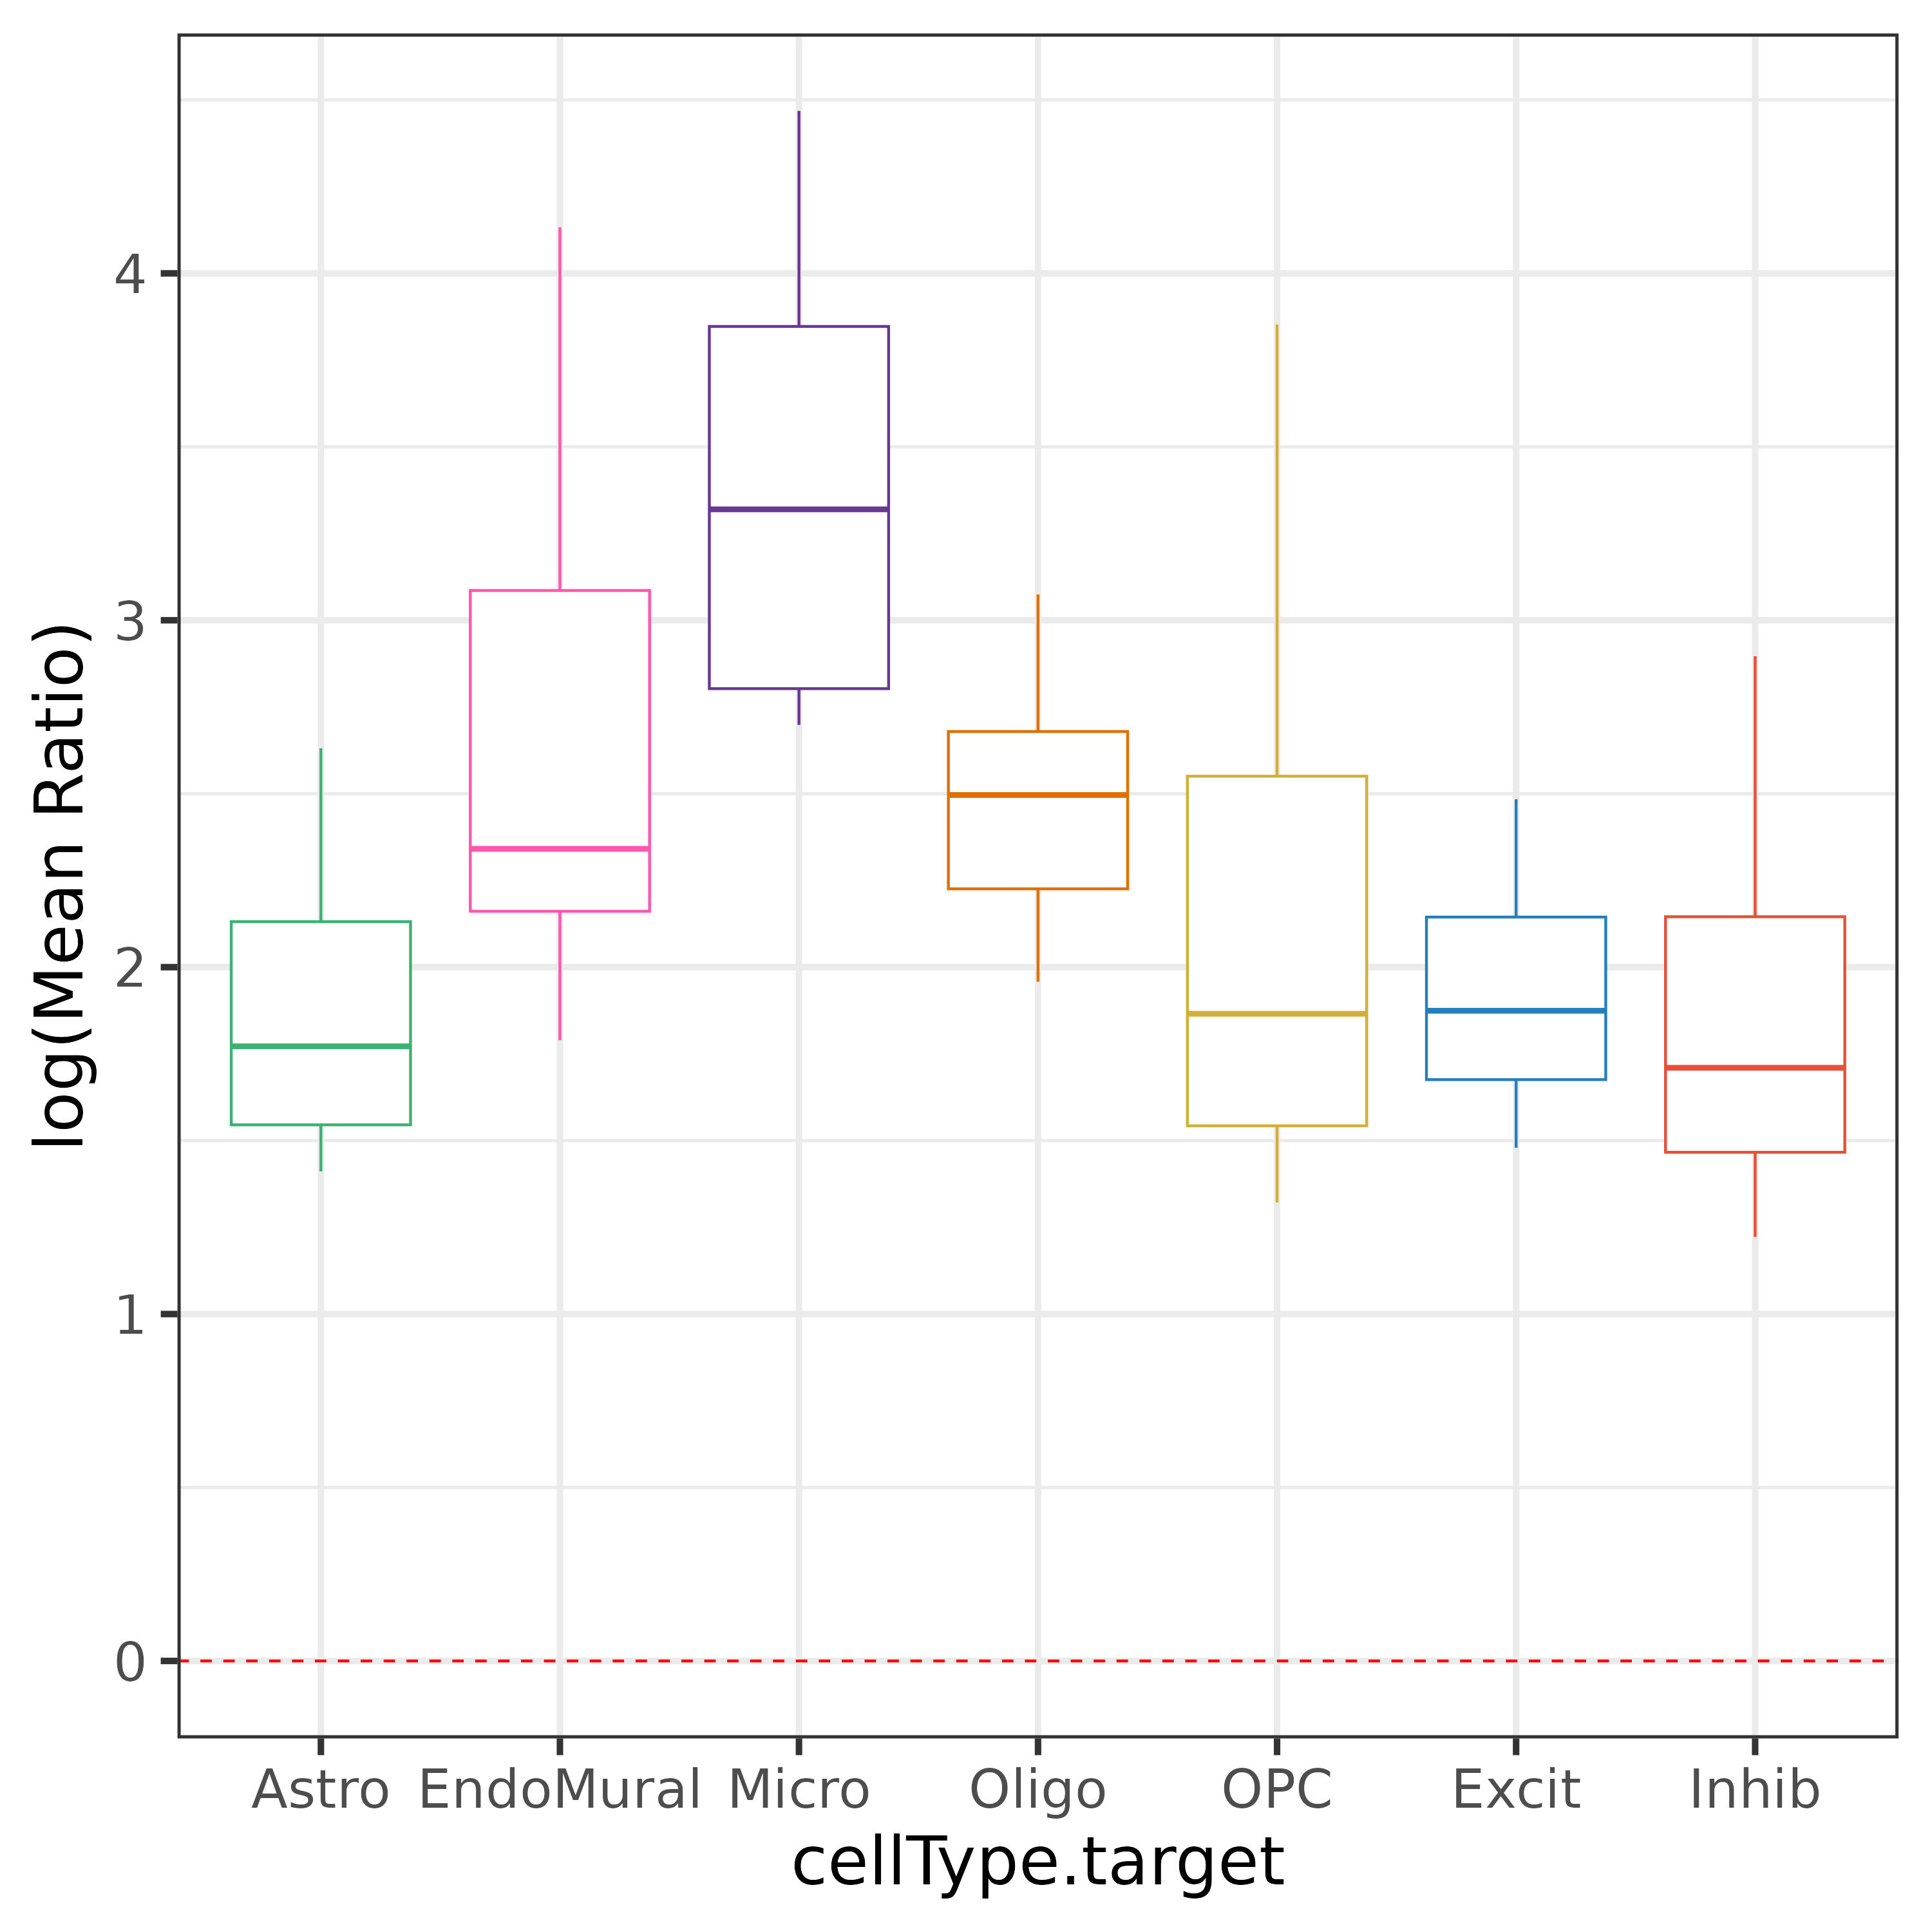 log(Mean Ratio)
4
3
2
1
0
Astro EndoMural Micro Oligo OPC Excit Inhib
cellType.target